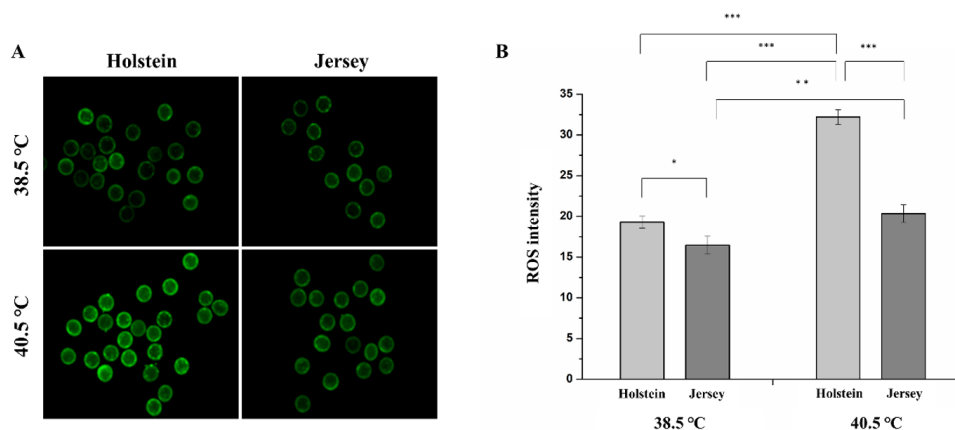 A
Holstein
Jersey
38.5 ℃
40.5 ℃
B
***
***
***
**
*
ROS intensity
35
30
25
20
15
10
5
0
Holstein
Jersey
Holstein
Jersey
38.5 ℃
40.5 ℃